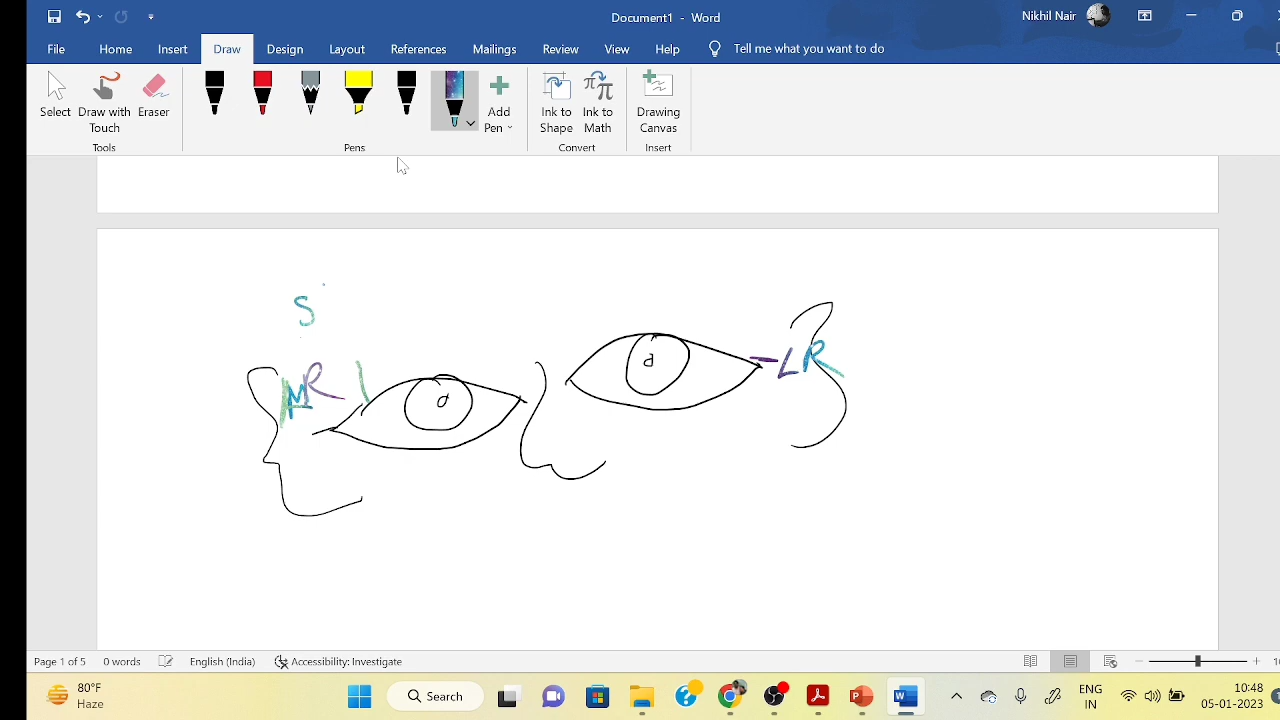 Document1 - Word
Nikhil Nair
File Home Insert Draw Design Layout References Mailings Review View Help Tell me what you want to do
Select Draw with Touch Eraser Add Pen Ink to Shape Ink to Math Drawing Canvas
Tools Pens Convert Insert
S
MR
LR
Page 1 of 5 0 words English (India) Accessibility: Investigate
80°F
Haze
Search
ENG
IN
10:48
05-01-2023